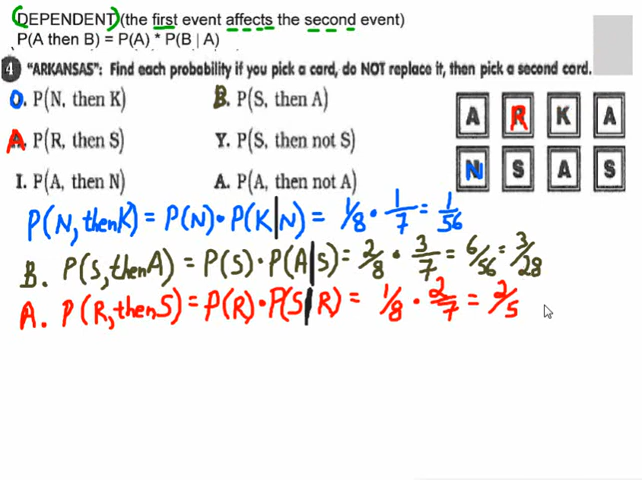 DEPENDENT (the first event affects the second event)
P(A then B) = P(A) * P(B | A)
4 "ARKANSAS": Find each probability if you pick a card, do NOT replace it, then pick a second card.
O. P(N, then K) B. P(S, then A)
A R K A
A. P(R, then S) Y. P(S, then not S)
N S A S
I. P(A, then N) A. P(A, then not A)
P(N, then K) = P(N) · P(K|N) = 1/8 · 1/7 = 1/56
B. P(S, then A) = P(S) · P(A|S) = 2/8 · 3/7 = 6/56 = 3/28
A. P(R, then S) = P(R) · P(S|R) = 1/8 · 2/7 = 2/5